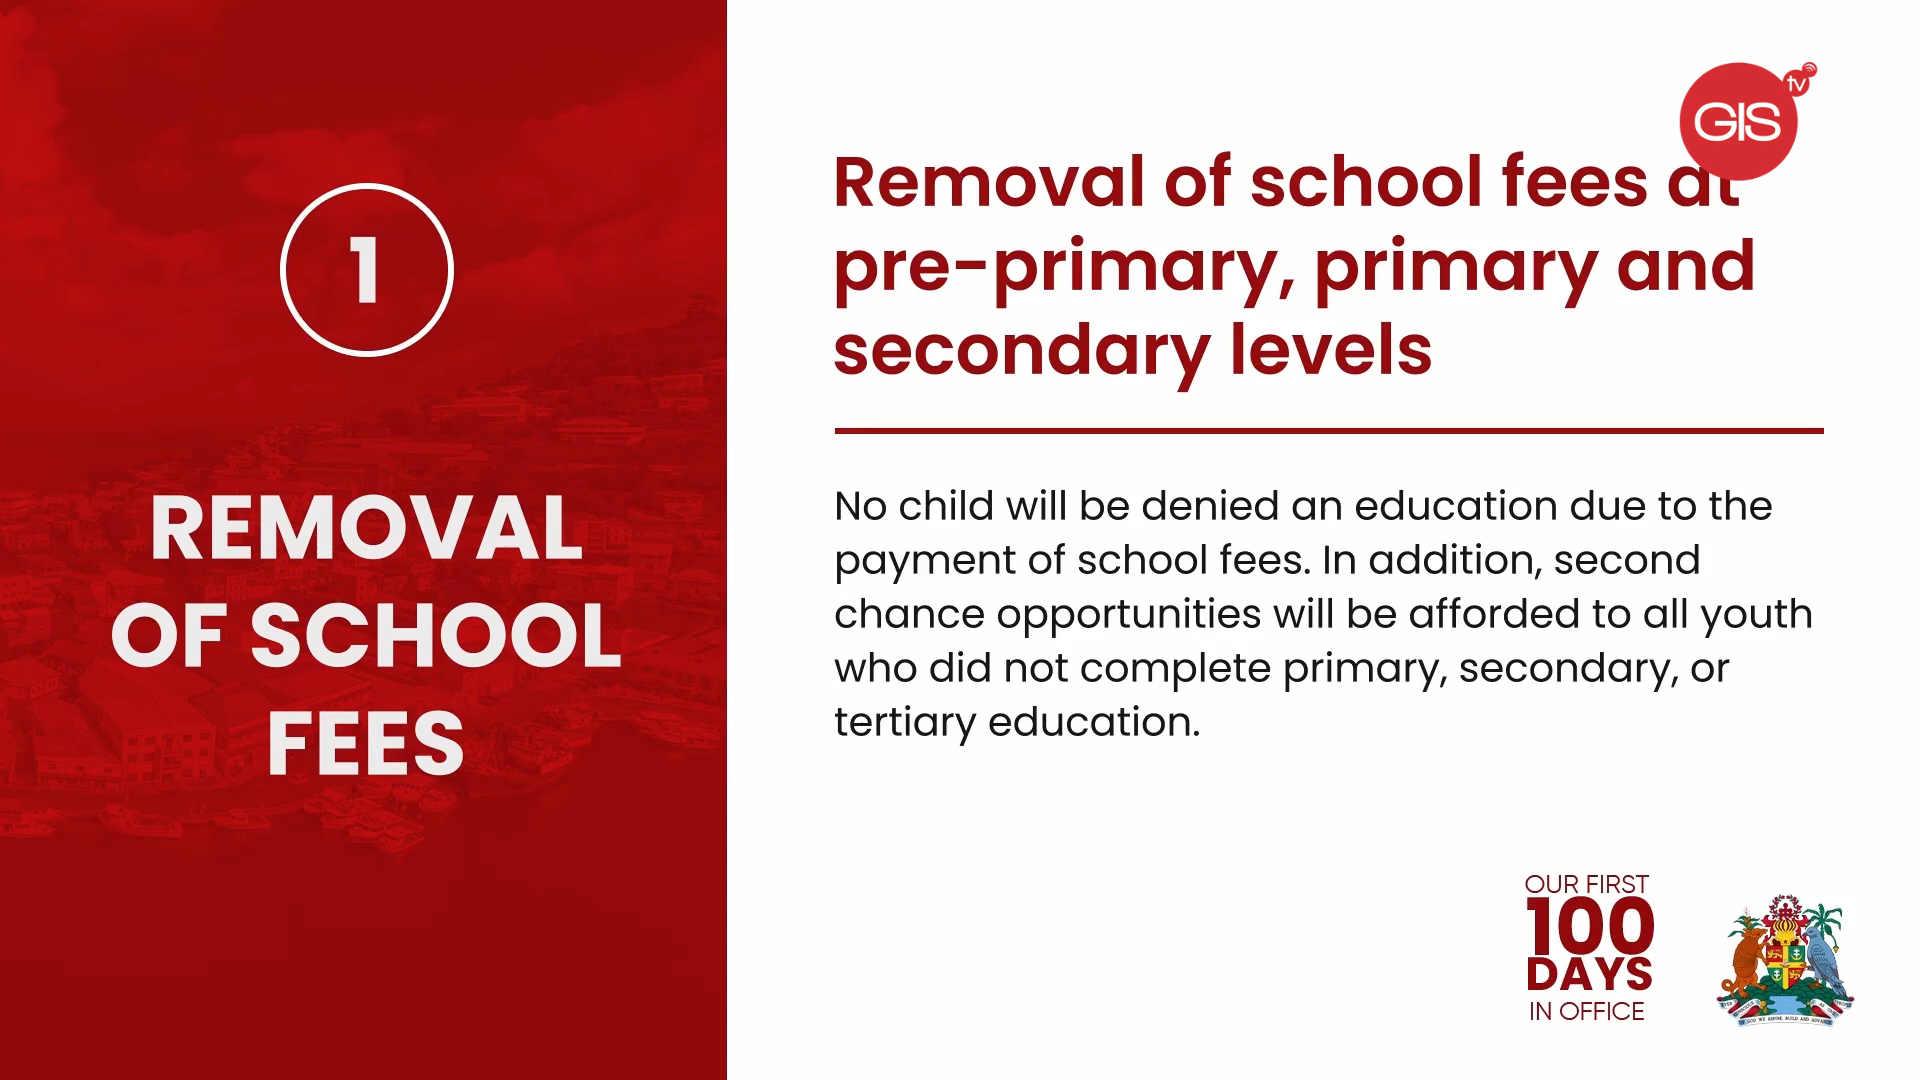 1
REMOVAL
OF SCHOOL
FEES
GIS
tv
Removal of school fees at
pre-primary, primary and
secondary levels
No child will be denied an education due to the
payment of school fees. In addition, second
chance opportunities will be afforded to all youth
who did not complete primary, secondary, or
tertiary education.
OUR FIRST
100
DAYS
IN OFFICE